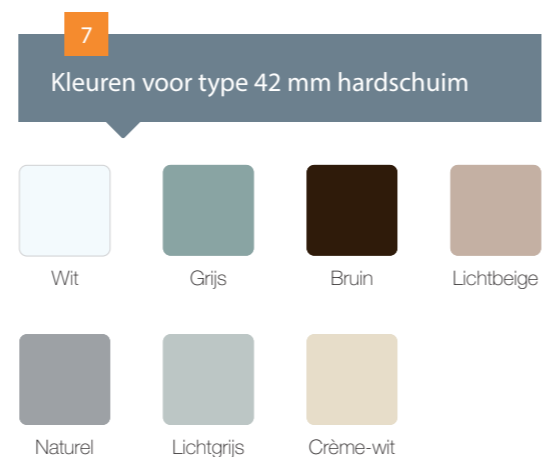 7
Kleuren voor type 42 mm hardschuim
Wit Grijs Bruin Lichtbeige
Naturel Lichtgrijs Crème-wit